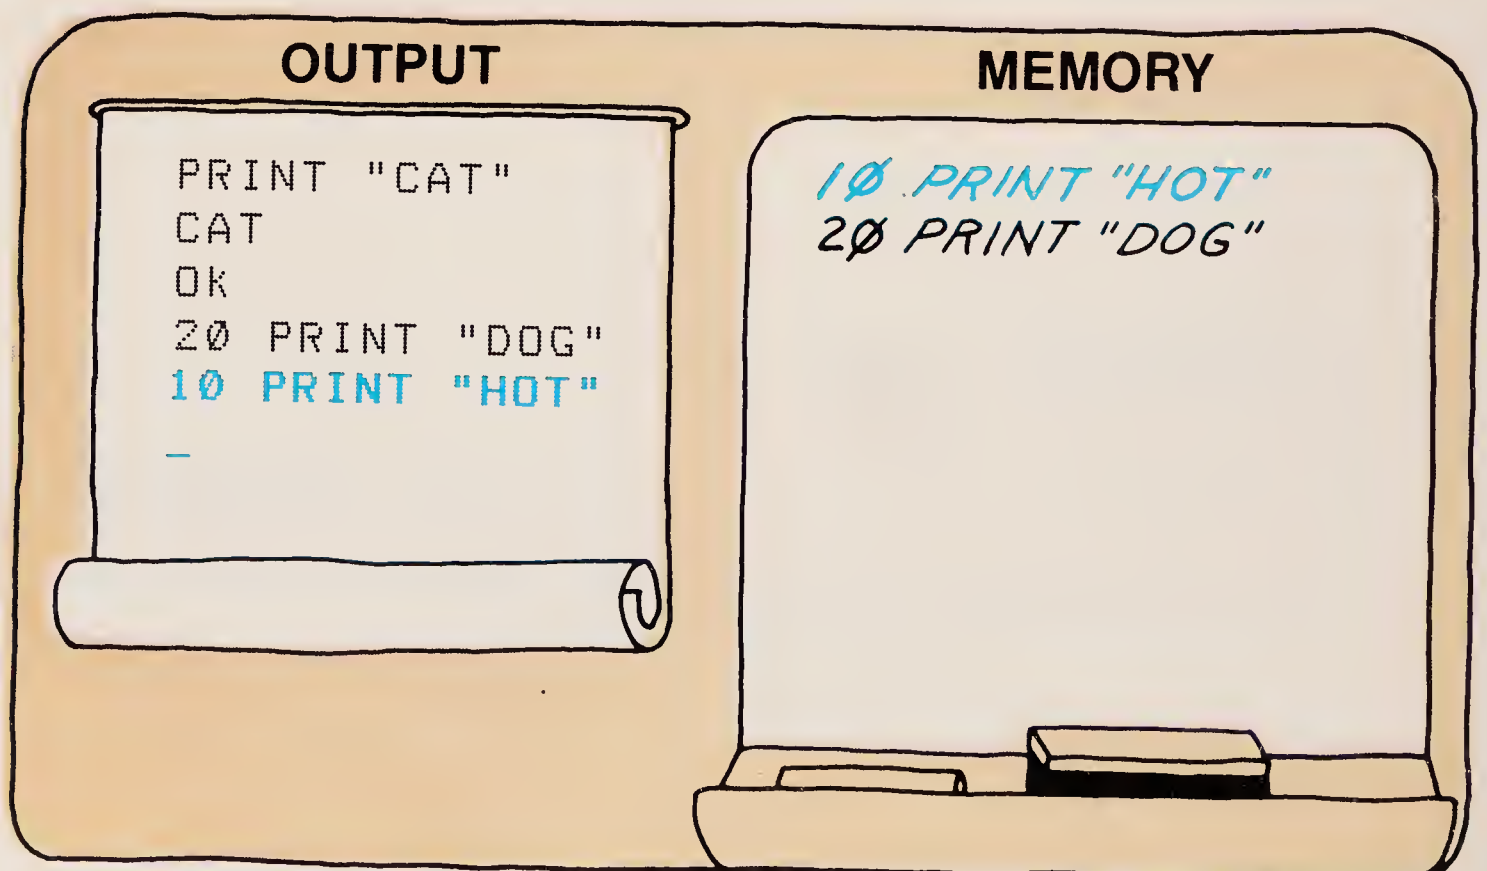 OUTPUT
PRINT "CAT"
CAT
Ok
20 PRINT "DOG"
10 PRINT "HOT"
_
MEMORY
10 PRINT "HOT"
20 PRINT "DOG"